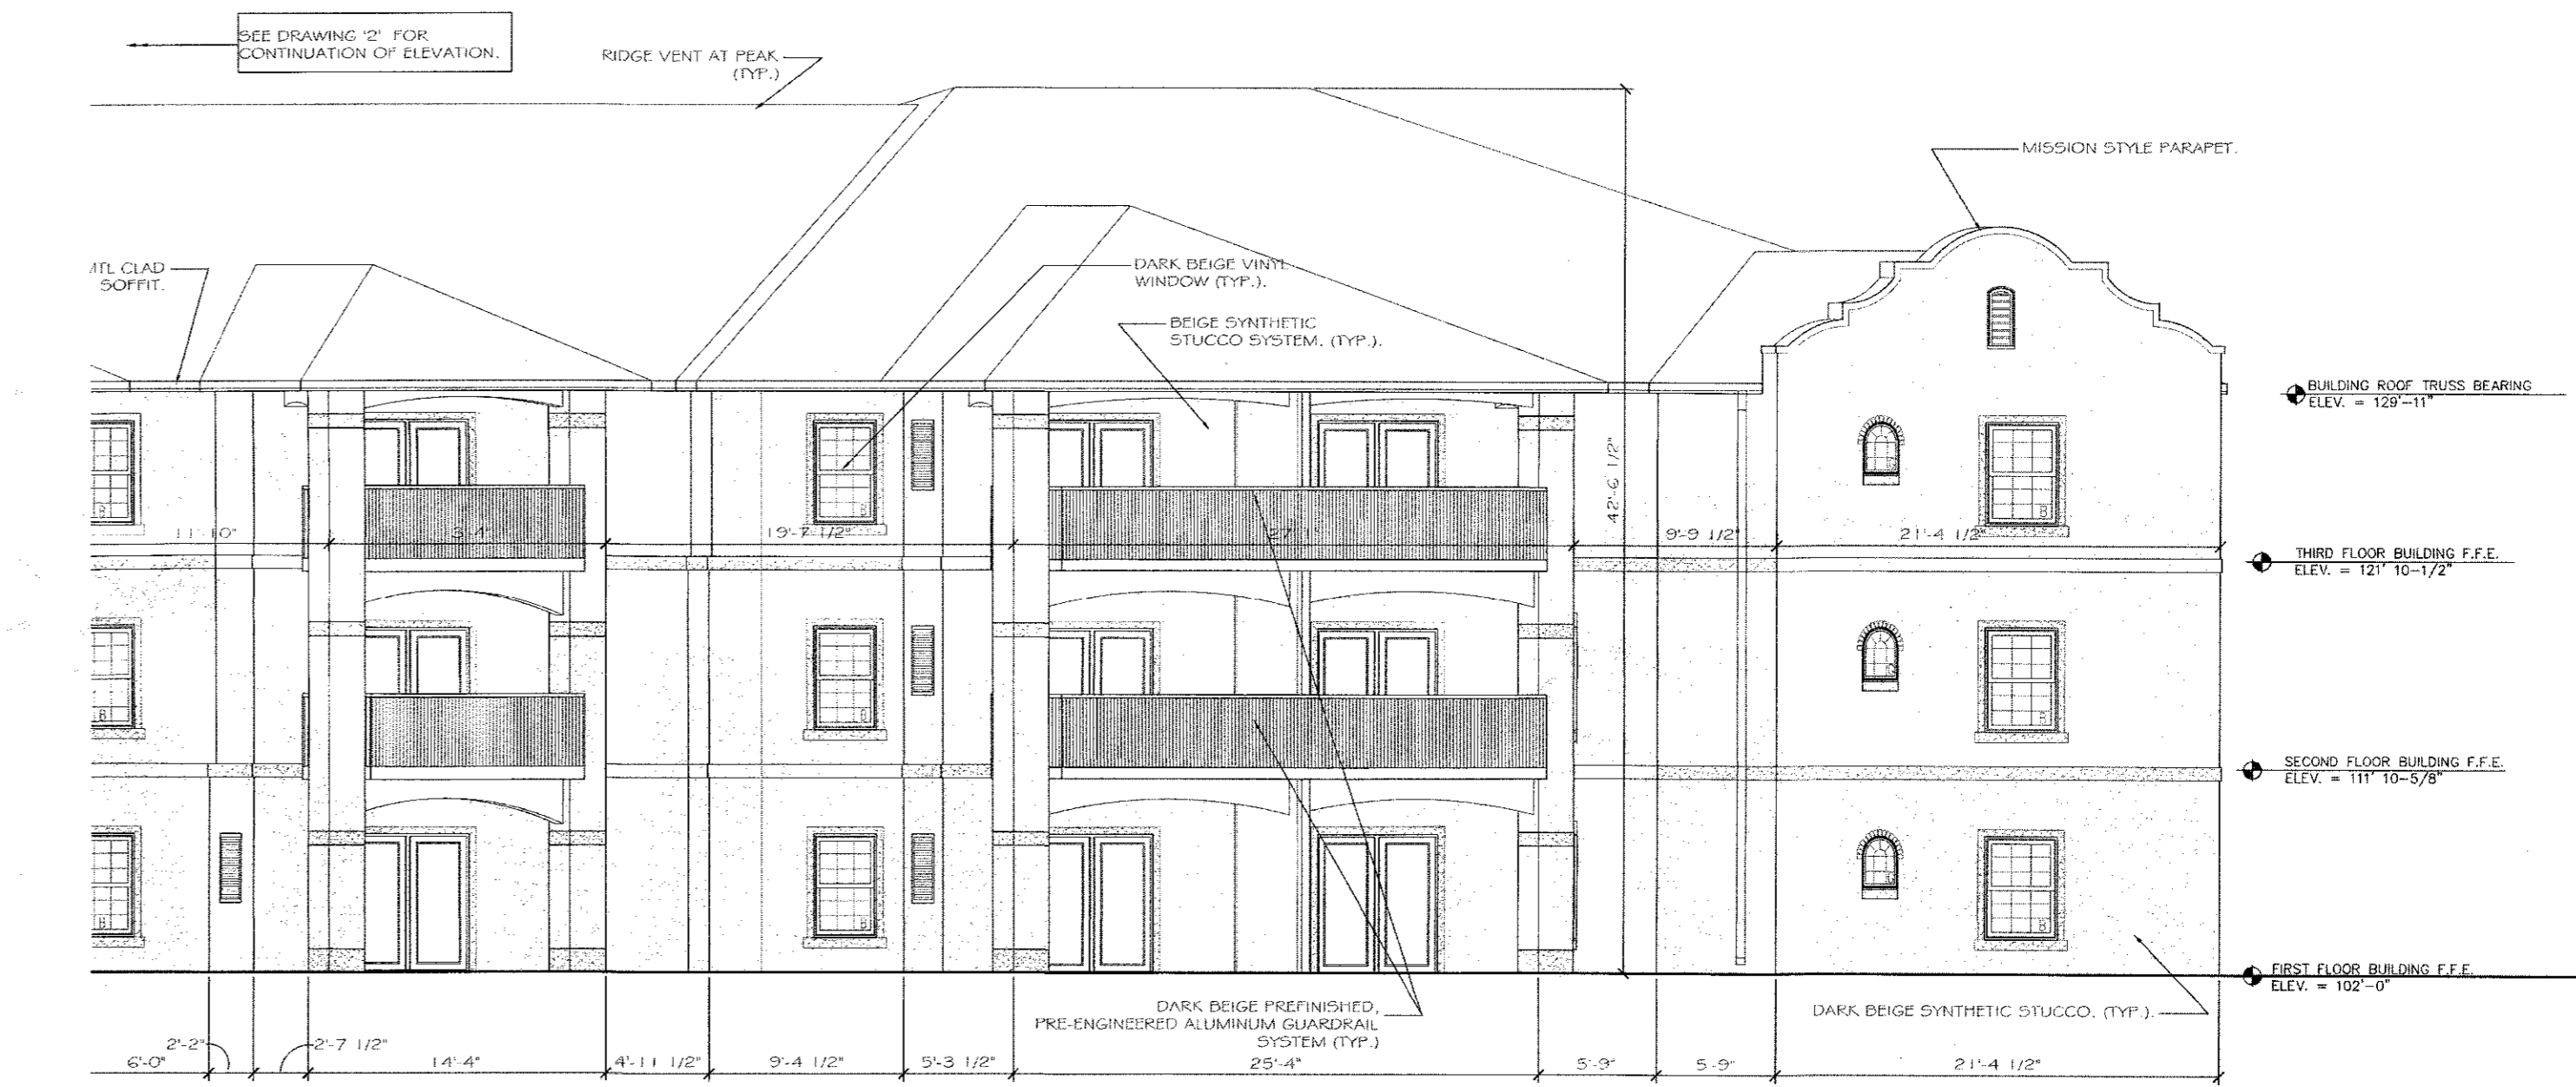 SEE DRAWING '2' FOR
CONTINUATION OF ELEVATION.
RIDGE VENT AT PEAK
(TYP.)
MISSION STYLE PARAPET.
MTL CLAD
SOFFIT.
DARK BEIGE VINYL
WINDOW (TYP.).
BEIGE SYNTHETIC
STUCCO SYSTEM. (TYP.).
BUILDING ROOF TRUSS BEARING
ELEV. = 129'-11"
42'-6 1/2"
B
B
B
11'-10"
3'-4"
19'-7 1/2"
27'-1"
9'-9 1/2"
21'-4 1/2"
THIRD FLOOR BUILDING F.F.E.
ELEV. = 121' 10-1/2"
B
B
B
SECOND FLOOR BUILDING F.F.E.
ELEV. = 111' 10-5/8"
B
B
B
FIRST FLOOR BUILDING F.F.E.
ELEV. = 102'-0"
DARK BEIGE PREFINISHED,
PRE-ENGINEERED ALUMINUM GUARDRAIL
SYSTEM (TYP.)
DARK BEIGE SYNTHETIC STUCCO. (TYP.).
6'-0"
2'-2"
2'-7 1/2"
14'-4"
4'-11 1/2"
9'-4 1/2"
5'-3 1/2"
25'-4"
5'-9"
5'-9"
21'-4 1/2"